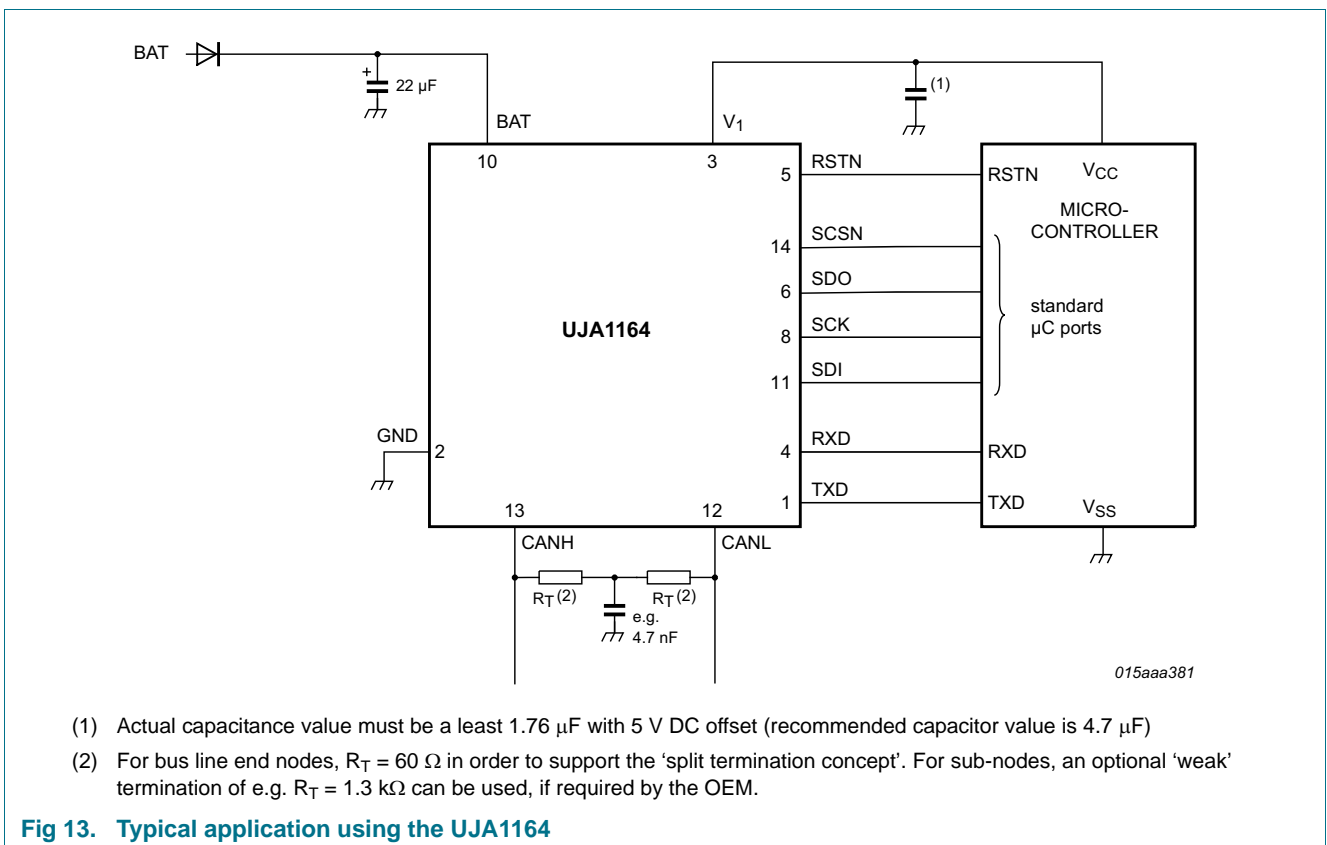 BAT
+
22 µF
(1)
BAT
V1
10
3
5
RSTN
RSTN
VCC
MICRO-
CONTROLLER
14
SCSN
6
SDO
standard
µC ports
UJA1164
8
SCK
11
SDI
GND
2
4
RXD
RXD
1
TXD
TXD
VSS
13
12
CANH
CANL
RT(2)
RT(2)
e.g.
4.7 nF
015aaa381
(1) Actual capacitance value must be a least 1.76 µF with 5 V DC offset (recommended capacitor value is 4.7 µF)
(2) For bus line end nodes, RT = 60 Ω in order to support the ‘split termination concept’. For sub-nodes, an optional ‘weak’
termination of e.g. RT = 1.3 kΩ can be used, if required by the OEM.
Fig 13. Typical application using the UJA1164